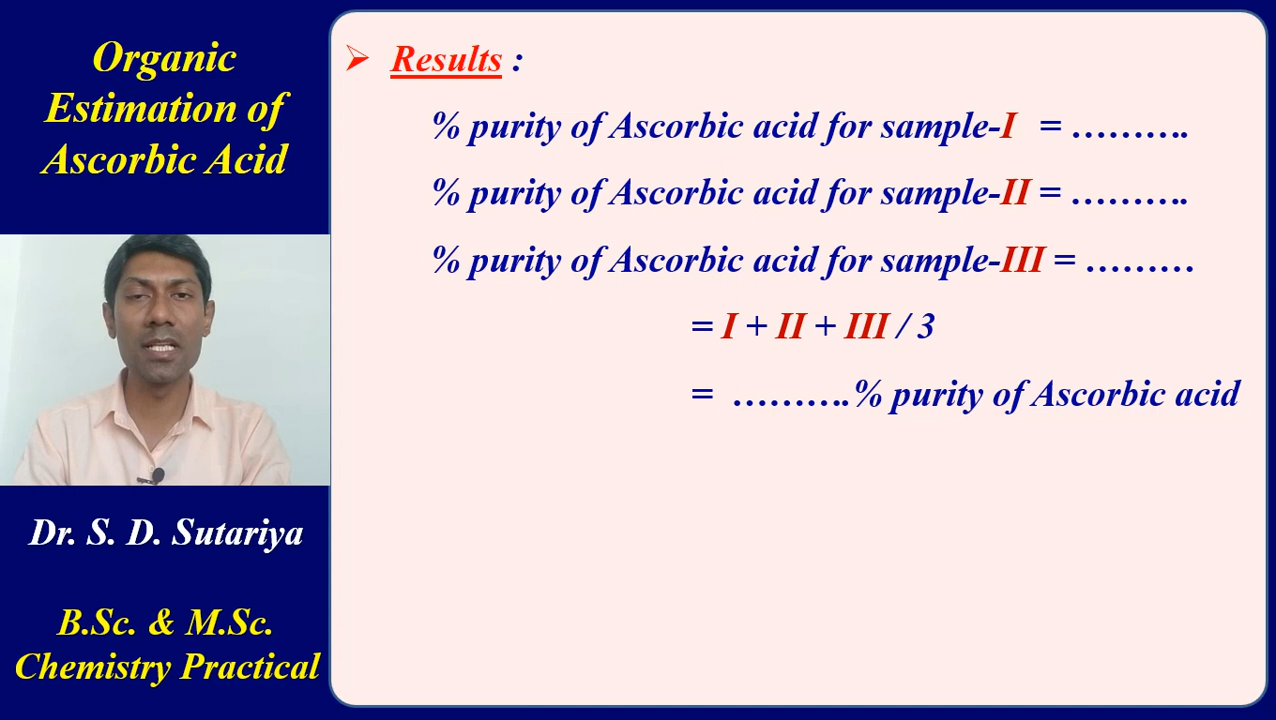 Organic
Estimation of
Ascorbic Acid
Dr. S. D. Sutariya
B.Sc. & M.Sc.
Chemistry Practical
➢ Results :
% purity of Ascorbic acid for sample-I = ……….
% purity of Ascorbic acid for sample-II = ……….
% purity of Ascorbic acid for sample-III = ………
= I + II + III / 3
= ……….% purity of Ascorbic acid